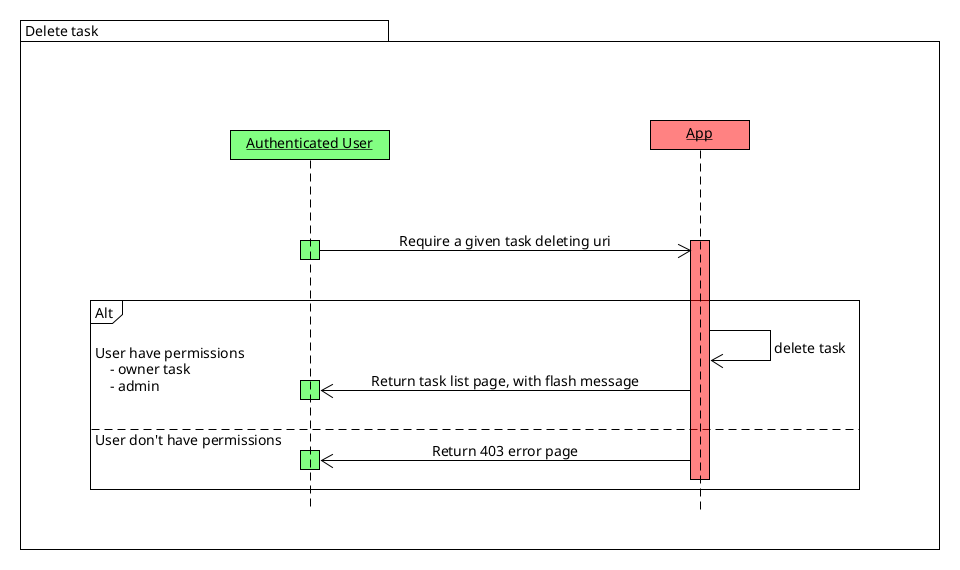 Delete task
Authenticated User
App
Require a given task deleting uri
Alt
delete task
User have permissions
- owner task
- admin
Return task list page, with flash message
User don't have permissions
Return 403 error page